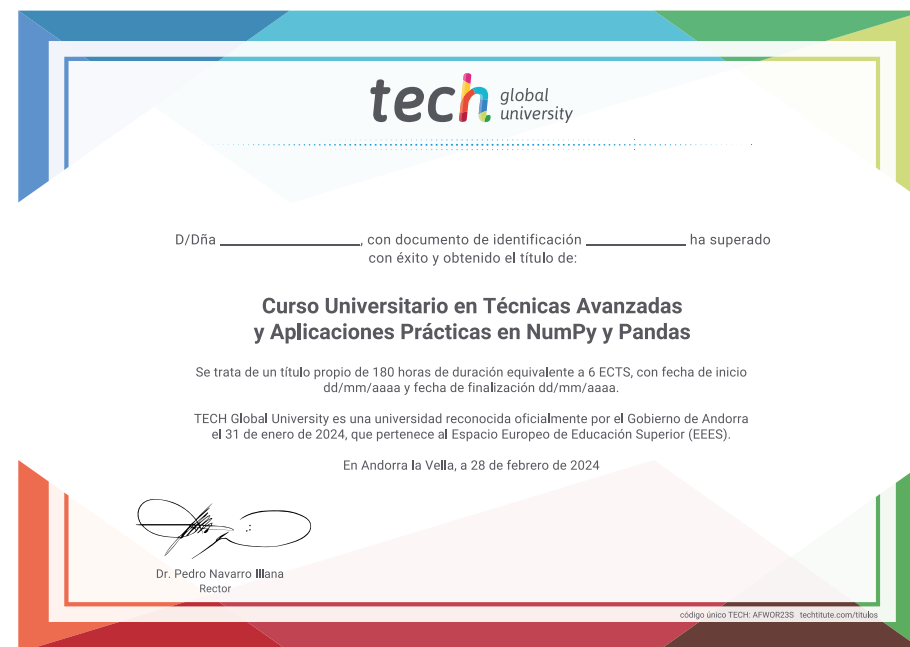 tech global university
D/Dña ____________________, con documento de identificación ______________ ha superado
con éxito y obtenido el título de:
Curso Universitario en Técnicas Avanzadas
y Aplicaciones Prácticas en NumPy y Pandas
Se trata de un título propio de 180 horas de duración equivalente a 6 ECTS, con fecha de inicio
dd/mm/aaaa y fecha de finalización dd/mm/aaaa.
TECH Global University es una universidad reconocida oficialmente por el Gobierno de Andorra
el 31 de enero de 2024, que pertenece al Espacio Europeo de Educación Superior (EEES).
En Andorra la Vella, a 28 de febrero de 2024
Dr. Pedro Navarro Illana
Rector
código único TECH: AFWOR23S techtitute.com/titulos